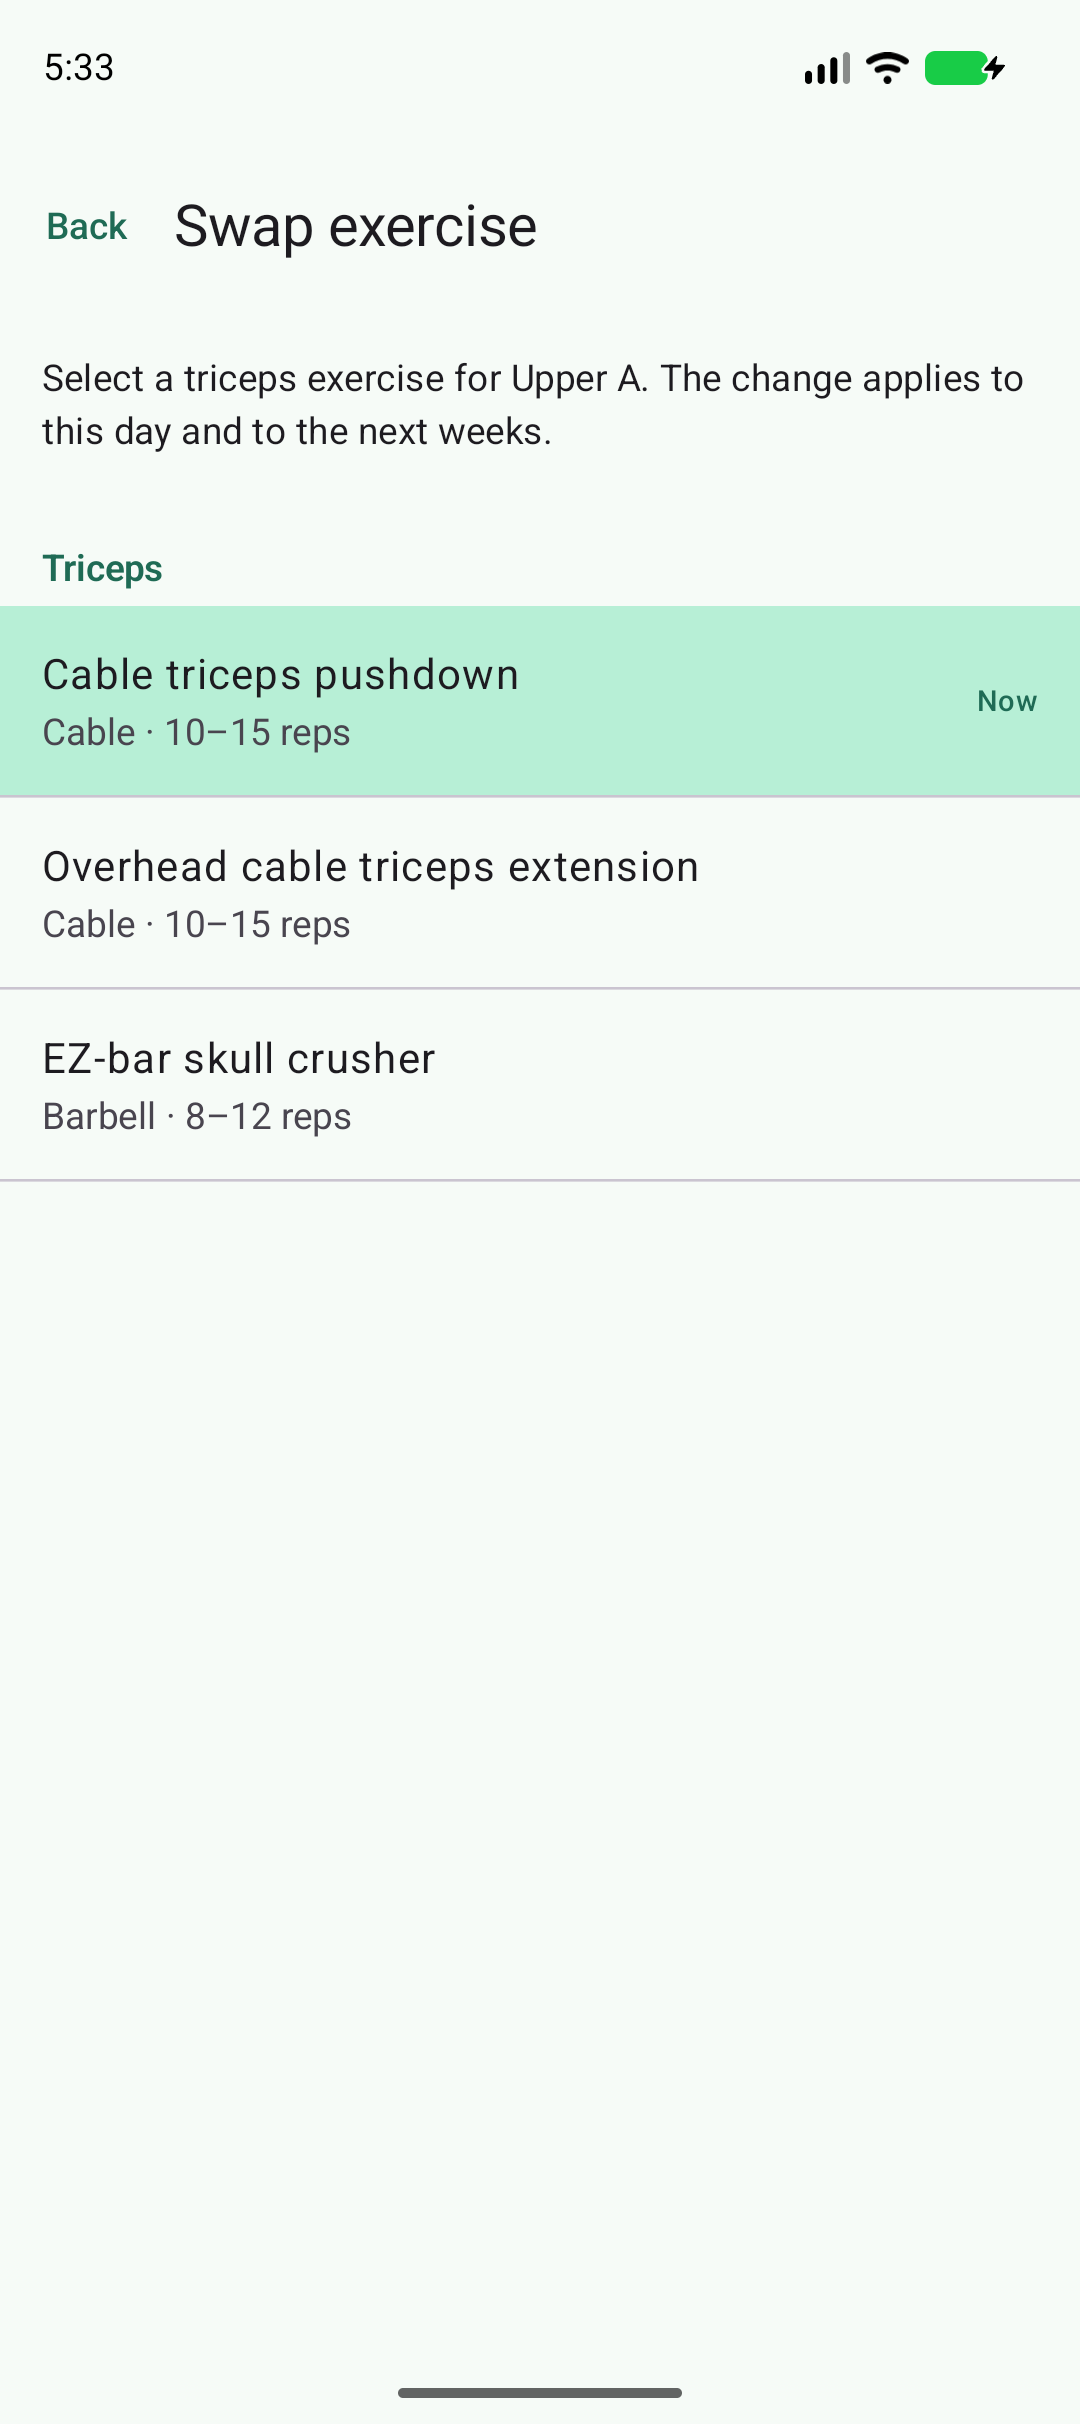 5:33
Back Swap exercise
Select a triceps exercise for Upper A. The change applies to
this day and to the next weeks.
Triceps
Cable triceps pushdown
Now
Cable · 10–15 reps
Overhead cable triceps extension
Cable · 10–15 reps
EZ-bar skull crusher
Barbell · 8–12 reps